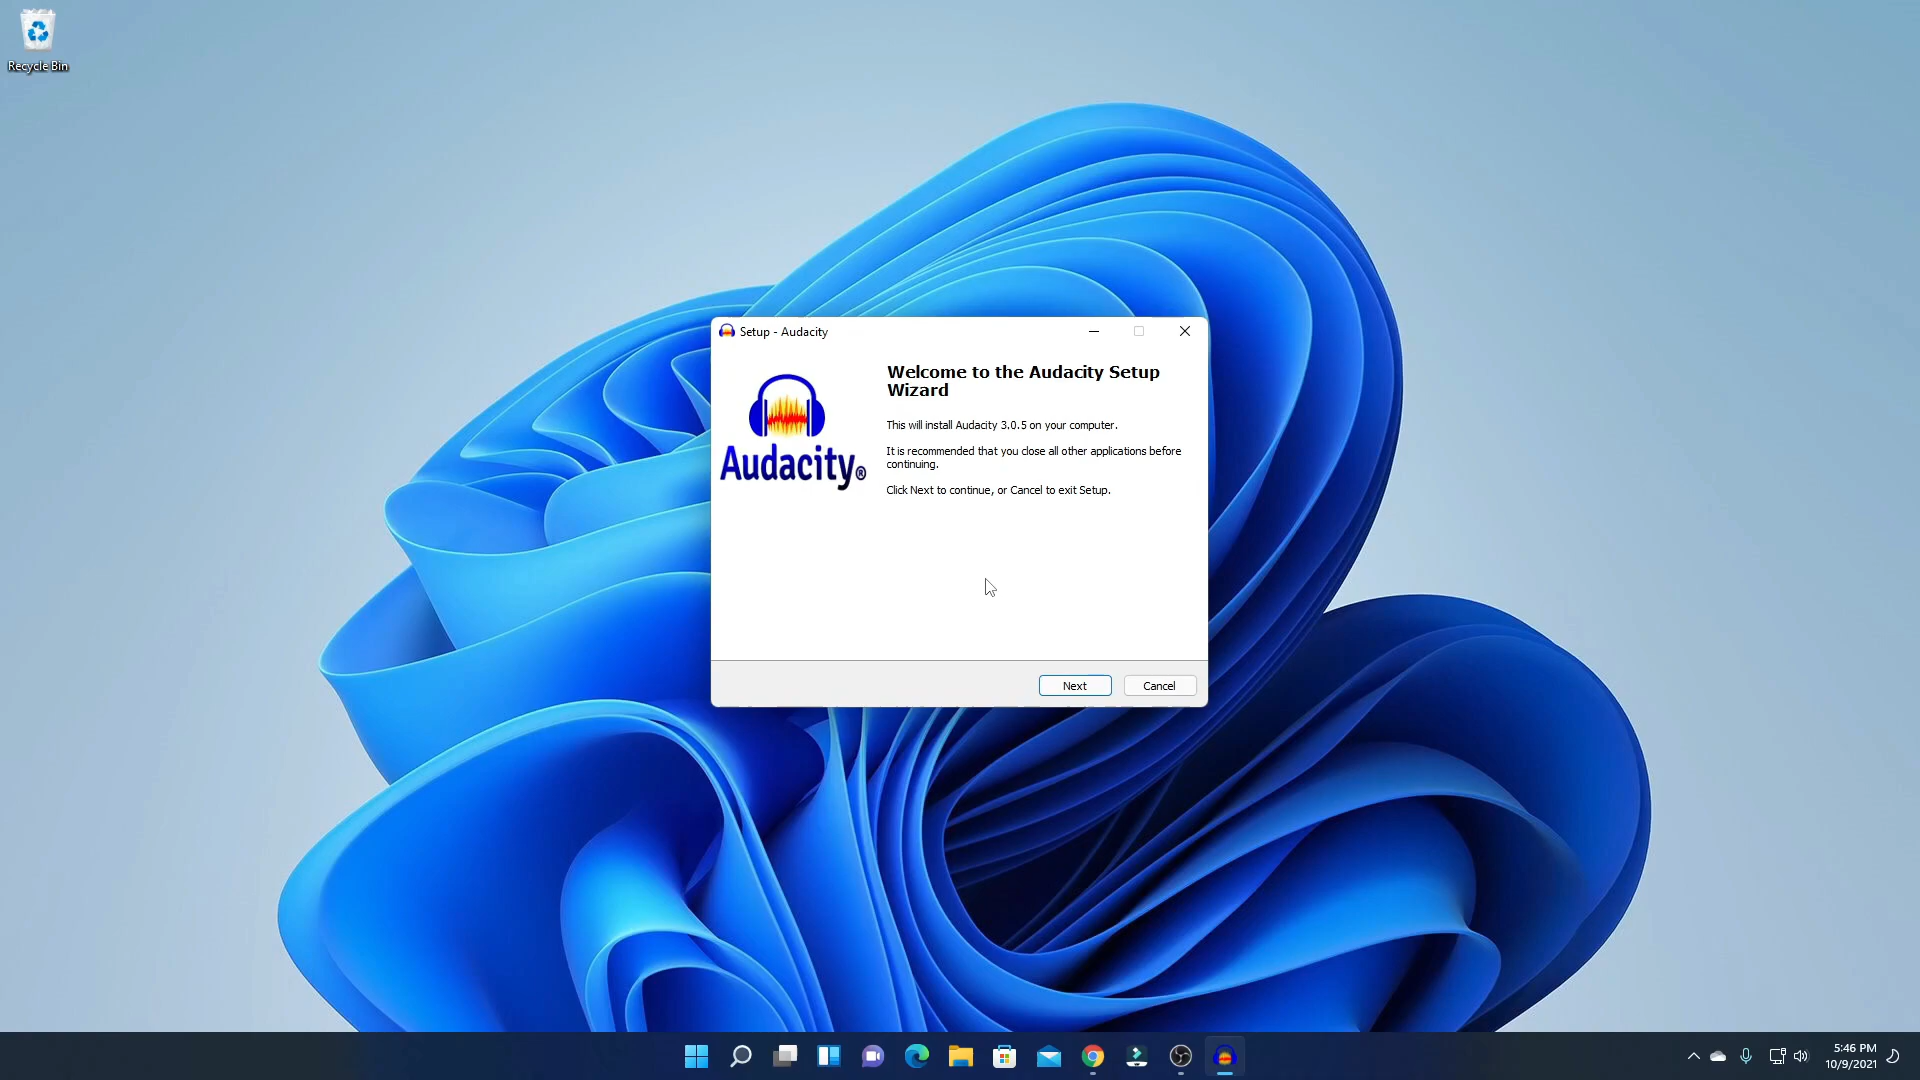 Recycle Bin
Setup - Audacity
Audacity®
Welcome to the Audacity Setup
Wizard
This will install Audacity 3.0.5 on your computer.
It is recommended that you close all other applications before
continuing.
Click Next to continue, or Cancel to exit Setup.
Next
Cancel
5:46 PM
10/9/2021